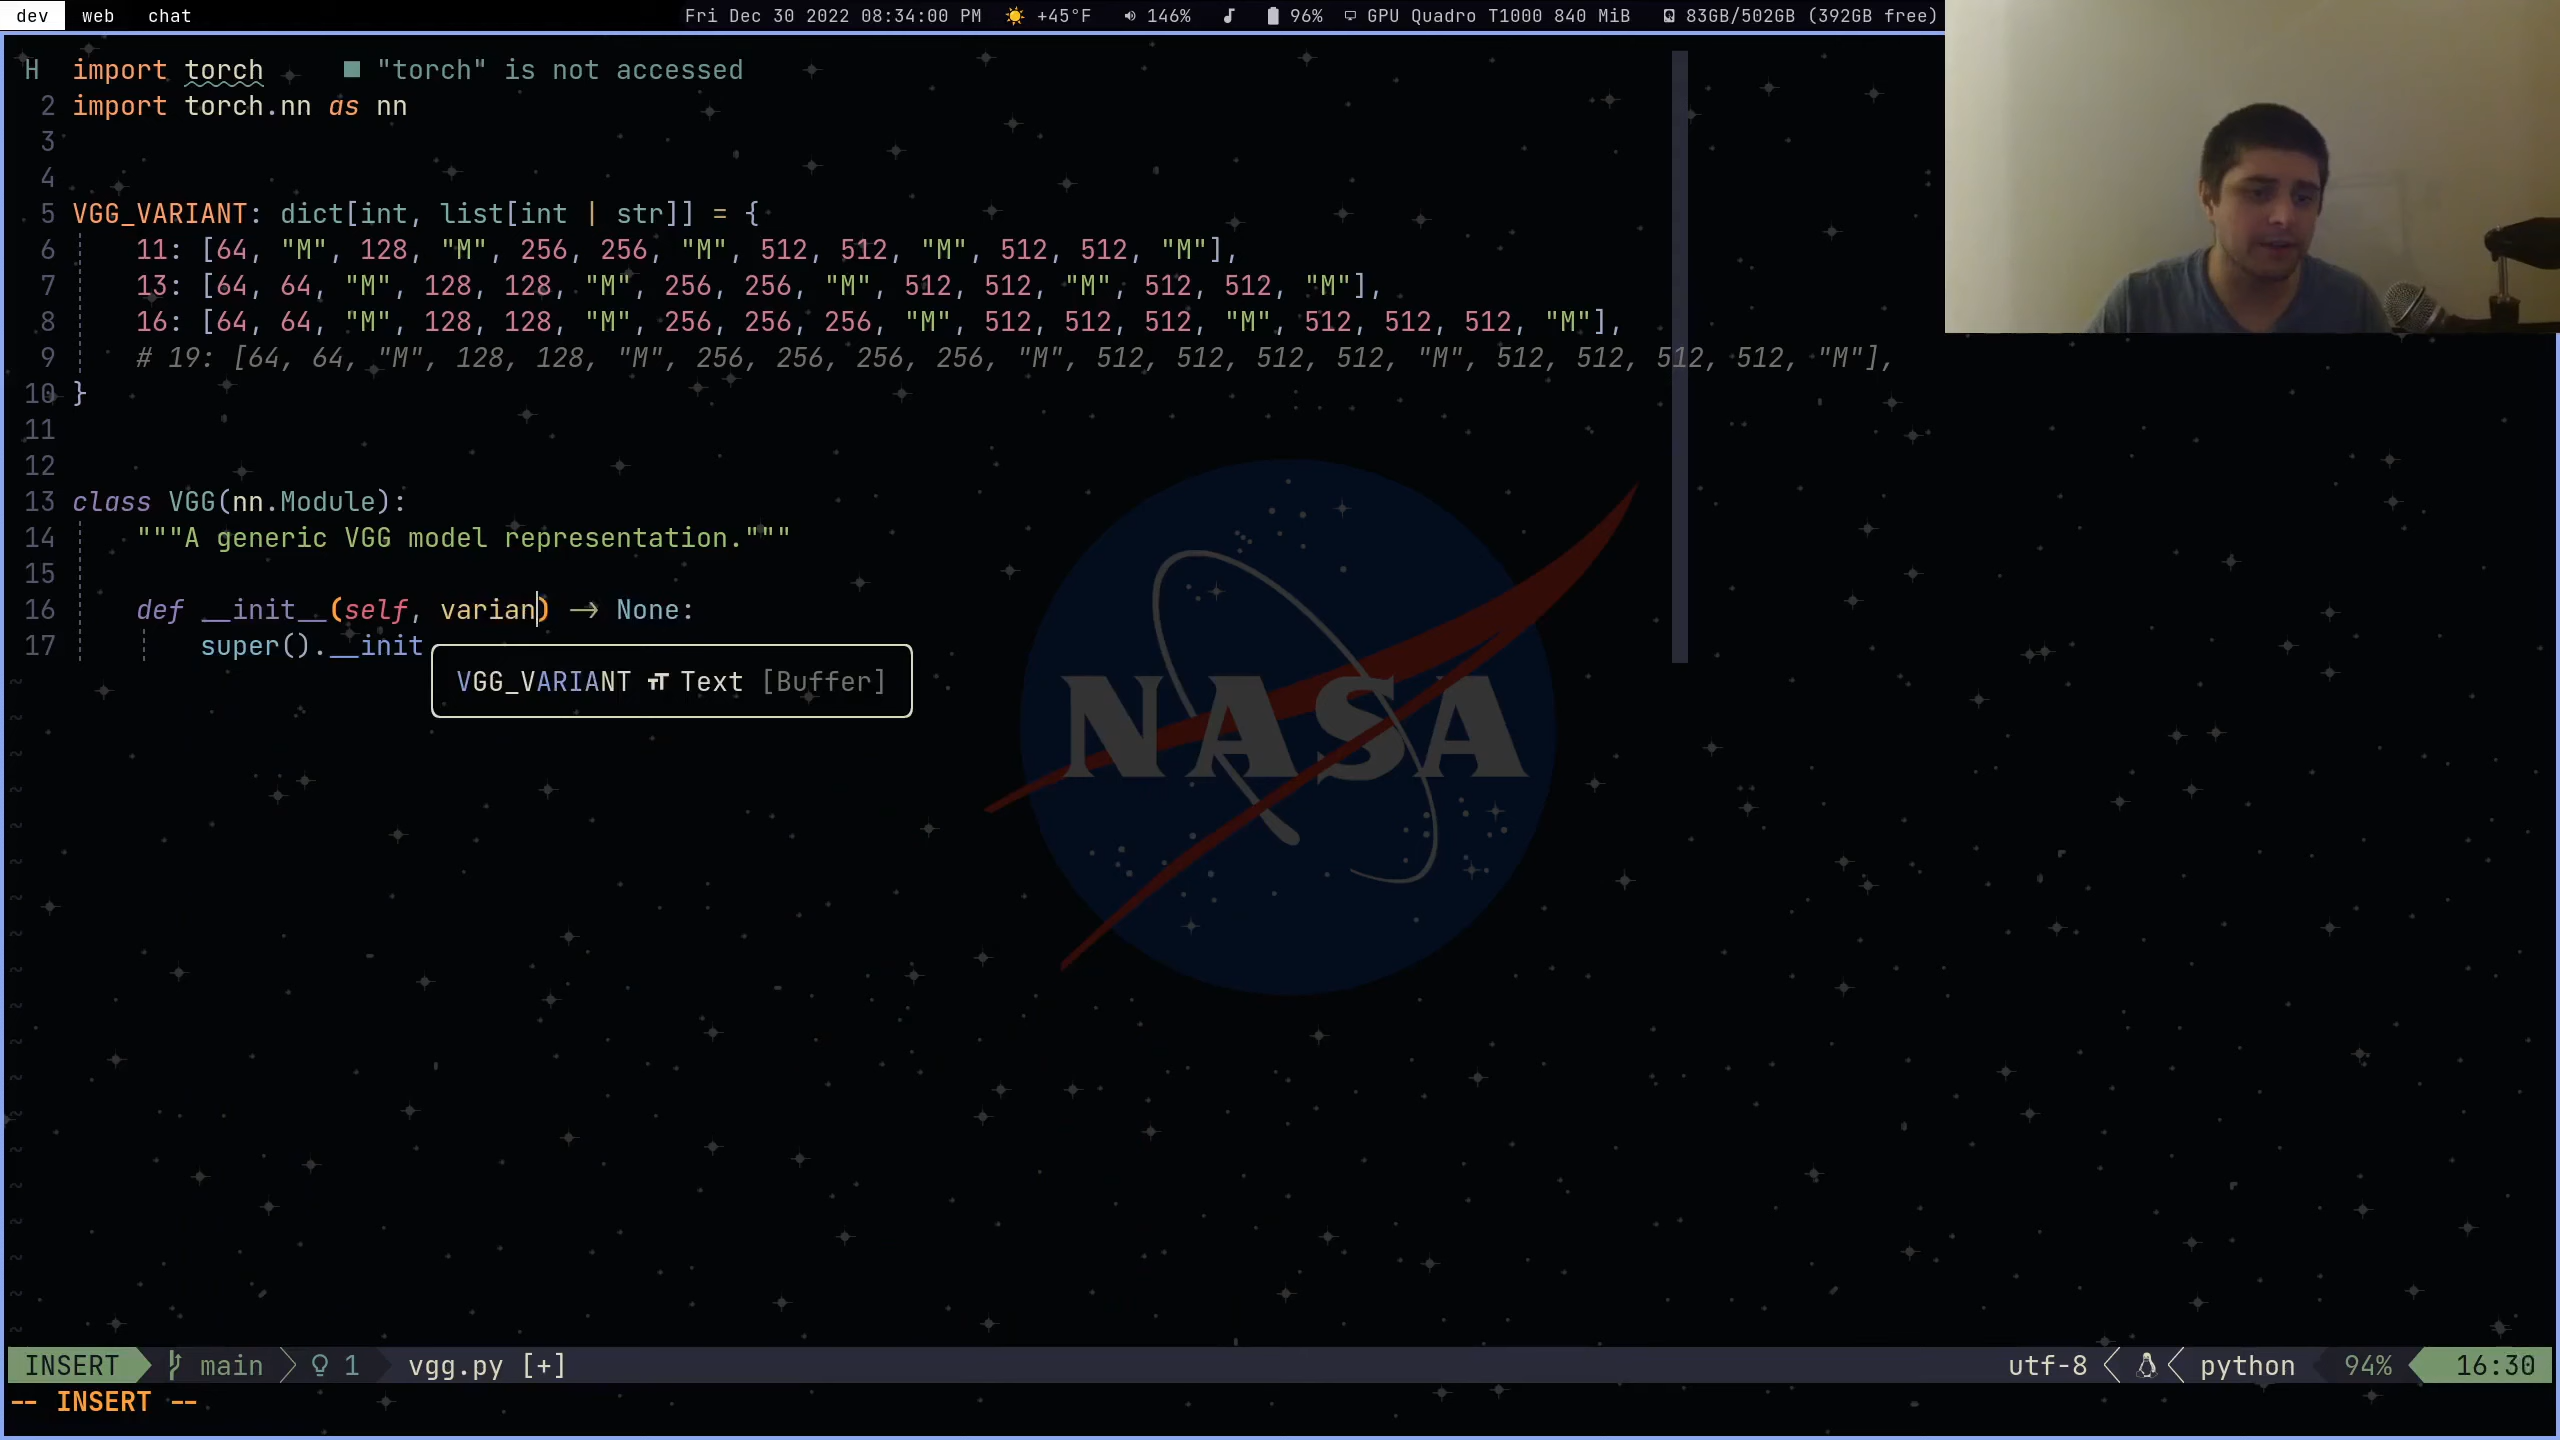 dev web chat Fri Dec 30 2022 08:34:00 PM +45°F 146% 96% GPU Quadro T1000 840 MiB 83GB/502GB (392GB free)
H import torch ■ "torch" is not accessed
2 import torch.nn as nn
3
4
5 VGG_VARIANT: dict[int, list[int | str]] = {
6 11: [64, "M", 128, "M", 256, 256, "M", 512, 512, "M", 512, 512, "M"],
7 13: [64, 64, "M", 128, 128, "M", 256, 256, "M", 512, 512, "M", 512, 512, "M"],
8 16: [64, 64, "M", 128, 128, "M", 256, 256, 256, "M", 512, 512, 512, "M", 512, 512, 512, "M"],
9 # 19: [64, 64, "M", 128, 128, "M", 256, 256, 256, 256, "M", 512, 512, 512, 512, "M", 512, 512, 512, 512, "M"],
10 }
11
12
13 class VGG(nn.Module):
14 """A generic VGG model representation."""
15
16 def __init__(self, varian) → None:
17 super().__init
VGG_VARIANT Text [Buffer]
NASA
INSERT main 1 vgg.py [+] utf-8 python 94% 16:30
-- INSERT --